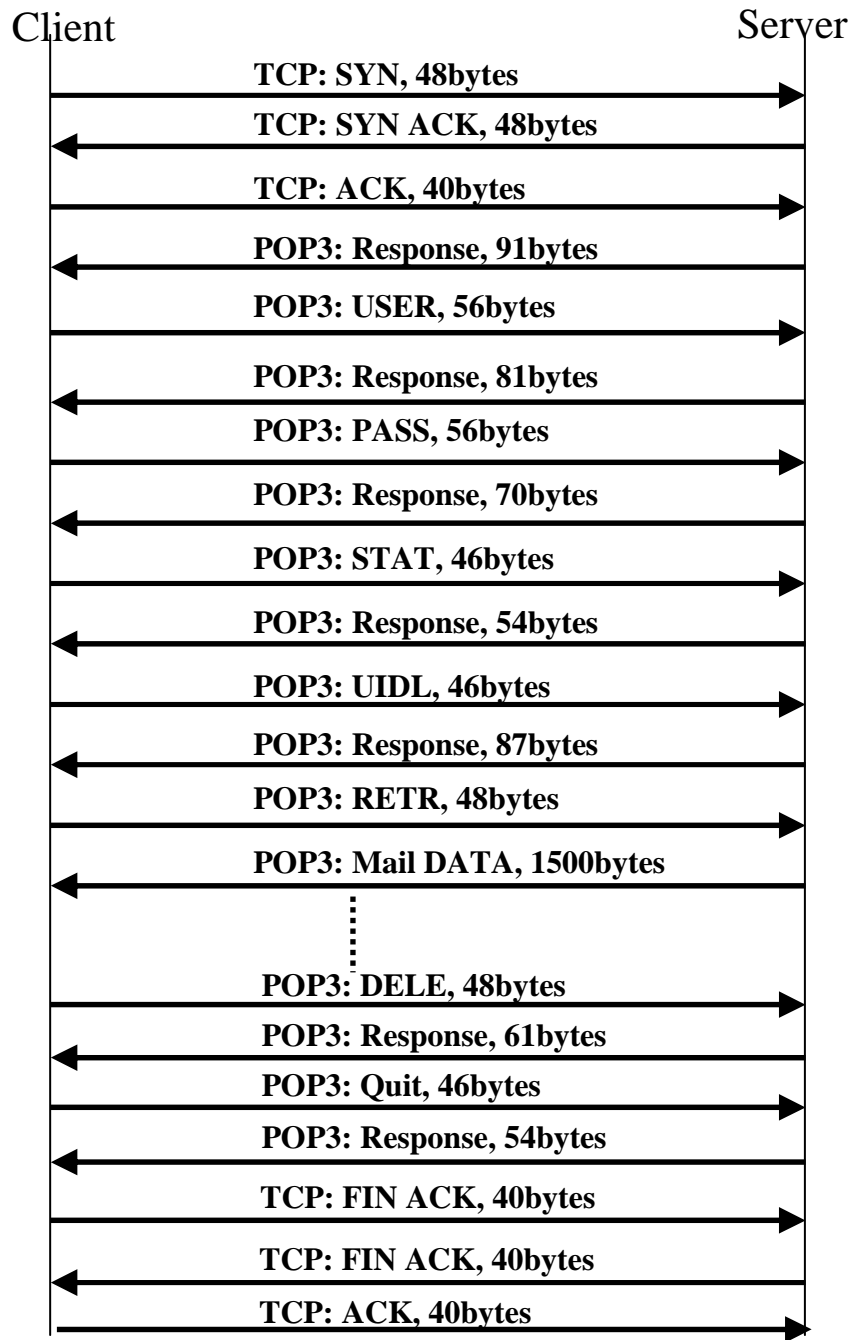 Client Server
TCP: SYN, 48bytes
TCP: SYN ACK, 48bytes
TCP: ACK, 40bytes
POP3: Response, 91bytes
POP3: USER, 56bytes
POP3: Response, 81bytes
POP3: PASS, 56bytes
POP3: Response, 70bytes
POP3: STAT, 46bytes
POP3: Response, 54bytes
POP3: UIDL, 46bytes
POP3: Response, 87bytes
POP3: RETR, 48bytes
POP3: Mail DATA, 1500bytes
POP3: DELE, 48bytes
POP3: Response, 61bytes
POP3: Quit, 46bytes
POP3: Response, 54bytes
TCP: FIN ACK, 40bytes
TCP: FIN ACK, 40bytes
TCP: ACK, 40bytes